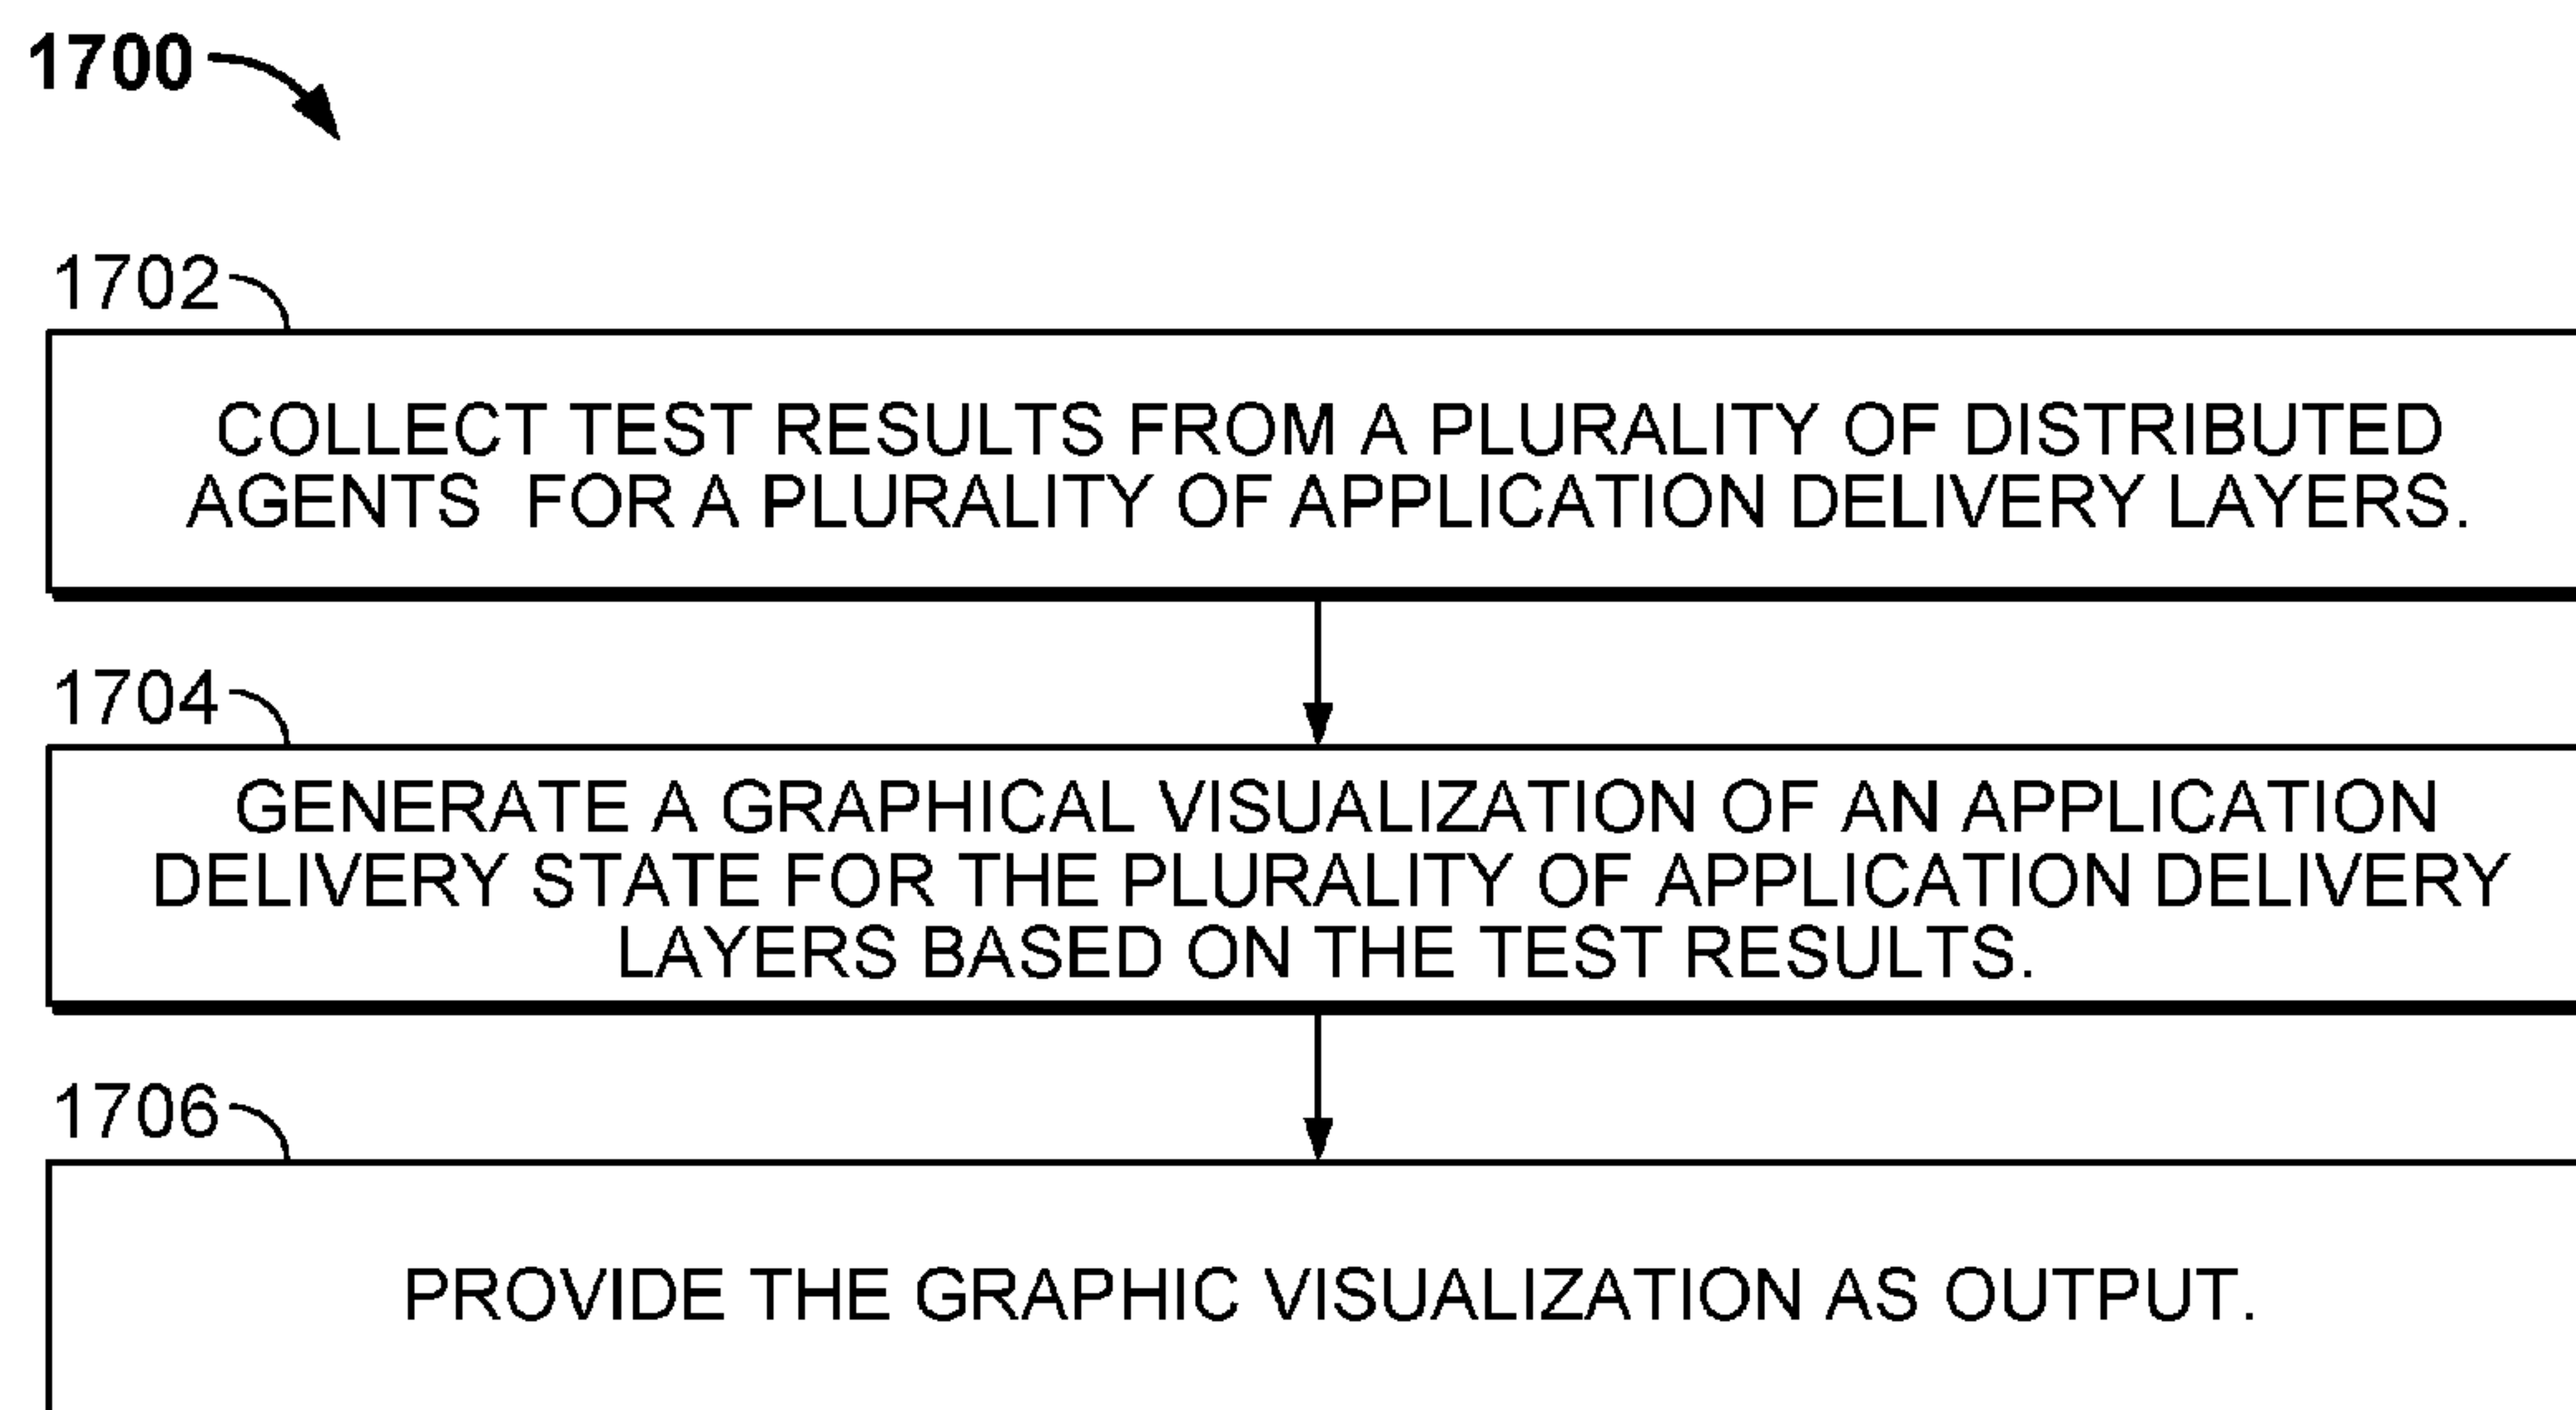 1700
1702
COLLECT TEST RESULTS FROM A PLURALITY OF DISTRIBUTED
AGENTS  FOR A PLURALITY OF APPLICATION DELIVERY LAYERS.
1704
GENERATE A GRAPHICAL VISUALIZATION OF AN APPLICATION
DELIVERY STATE FOR THE PLURALITY OF APPLICATION DELIVERY
LAYERS BASED ON THE TEST RESULTS.
1706
PROVIDE THE GRAPHIC VISUALIZATION AS OUTPUT.